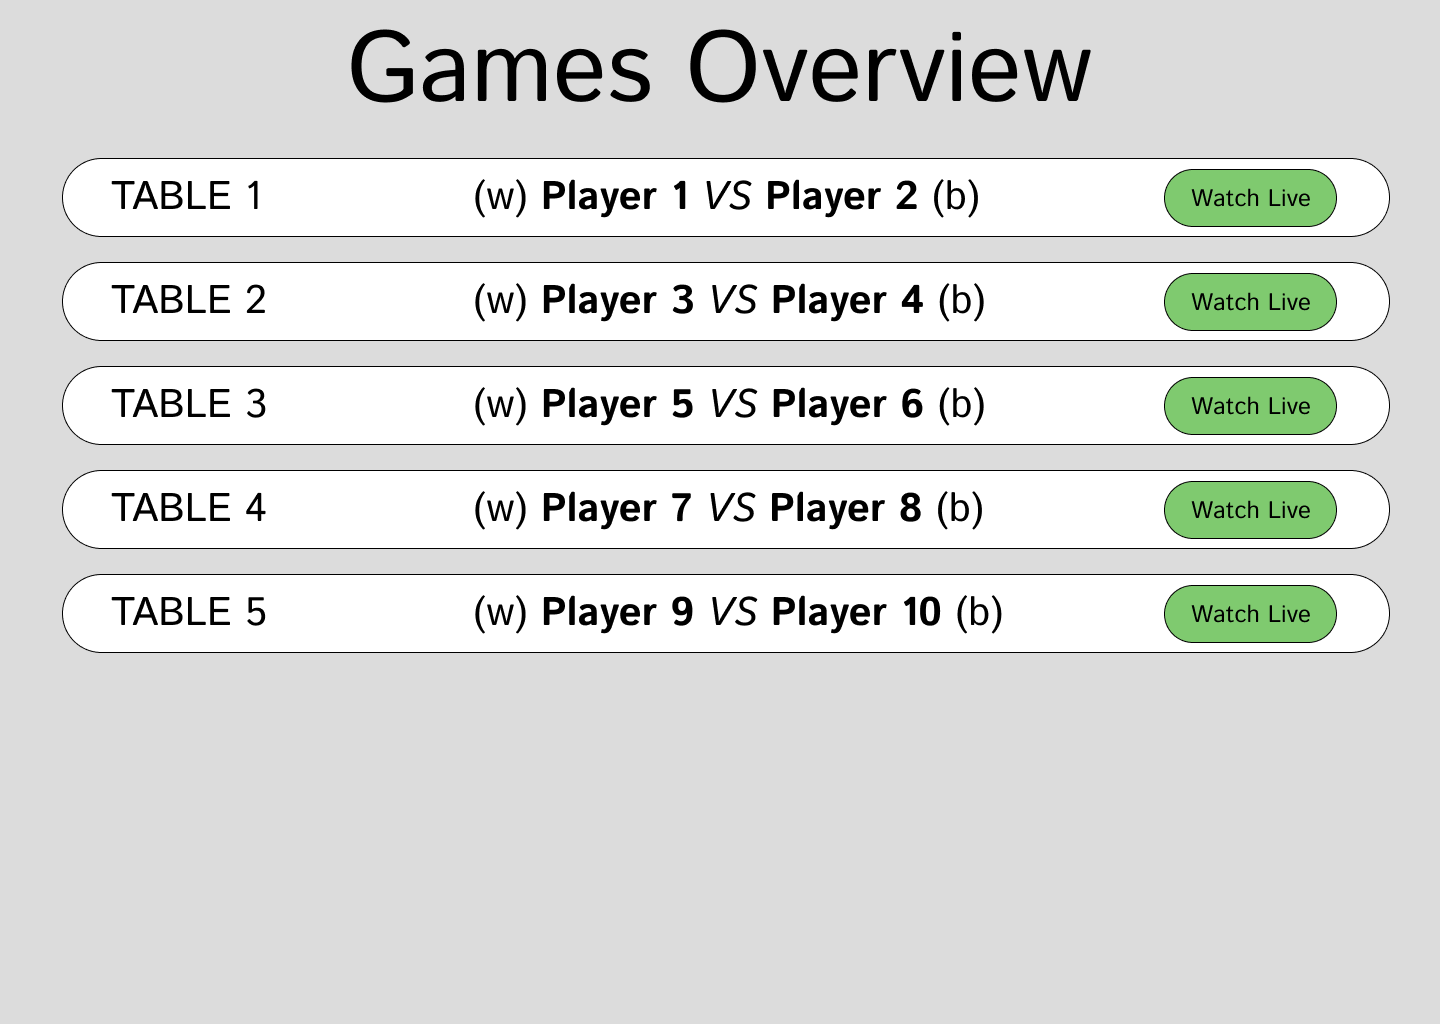 Games Overview
TABLE 1 (w) Player 1 VS Player 2 (b) Watch Live
TABLE 2 (w) Player 3 VS Player 4 (b) Watch Live
TABLE 3 (w) Player 5 VS Player 6 (b) Watch Live
TABLE 4 (w) Player 7 VS Player 8 (b) Watch Live
TABLE 5 (w) Player 9 VS Player 10 (b) Watch Live